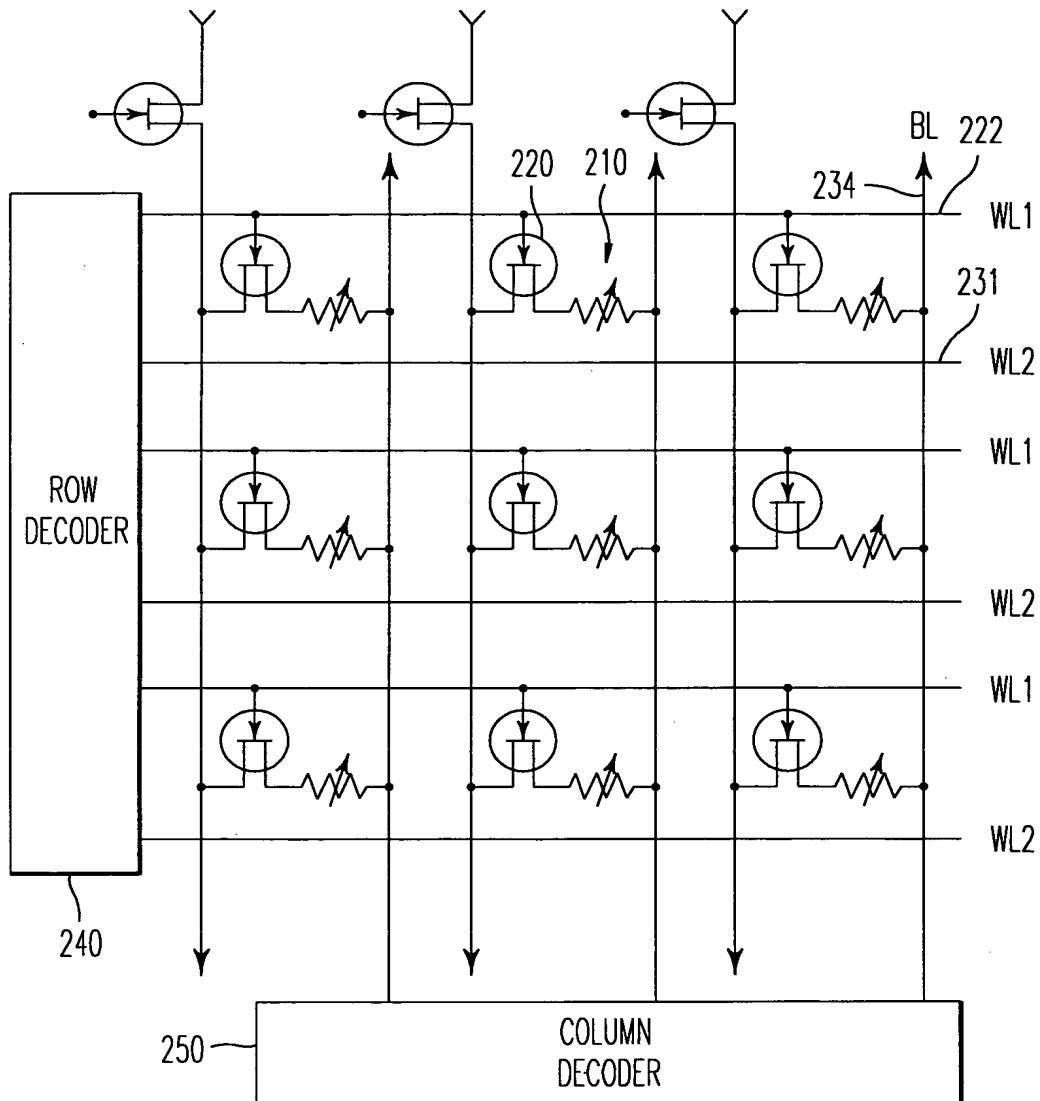 BL
222
220
210
234
WL1
231
WL2
WL1
ROW
DECODER
WL2
WL1
WL2
240
250
COLUMN
DECODER